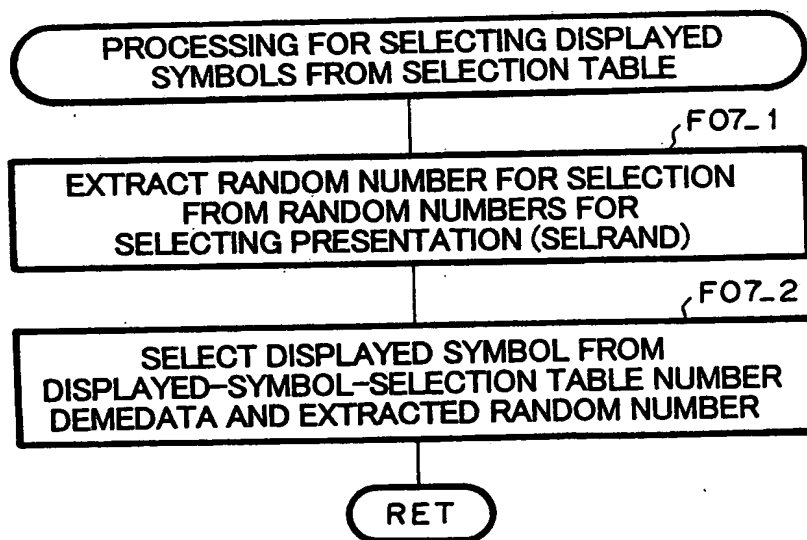 PROCESSING FOR SELECTING DISPLAYED
SYMBOLS FROM SELECTION TABLE
F07_1
EXTRACT RANDOM NUMBER FOR SELECTION
FROM RANDOM NUMBERS FOR
SELECTING PRESENTATION (SELRAND)
F07_2
SELECT DISPLAYED SYMBOL FROM
DISPLAYED-SYMBOL-SELECTION TABLE NUMBER
DEMEDATA AND EXTRACTED RANDOM NUMBER
RET